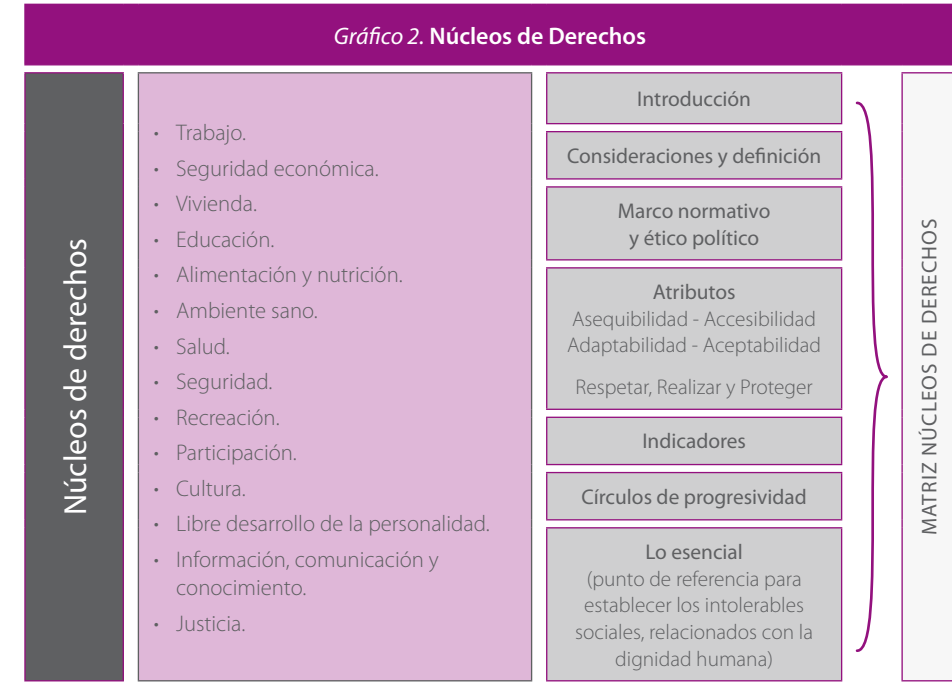 Gráfico 2. Núcleos de Derechos
Núcleos de derechos
• Trabajo.
• Seguridad económica.
• Vivienda.
• Educación.
• Alimentación y nutrición.
• Ambiente sano.
• Salud.
• Seguridad.
• Recreación.
• Participación.
• Cultura.
• Libre desarrollo de la personalidad.
• Información, comunicación y
conocimiento.
• Justicia.
Introducción
Consideraciones y definición
Marco normativo
y ético político
Atributos
Asequibilidad - Accesibilidad
Adaptabilidad - Aceptabilidad
Respetar, Realizar y Proteger
Indicadores
Círculos de progresividad
Lo esencial
(punto de referencia para
establecer los intolerables
sociales, relacionados con la
dignidad humana)
MATRIZ NÚCLEOS DE DERECHOS